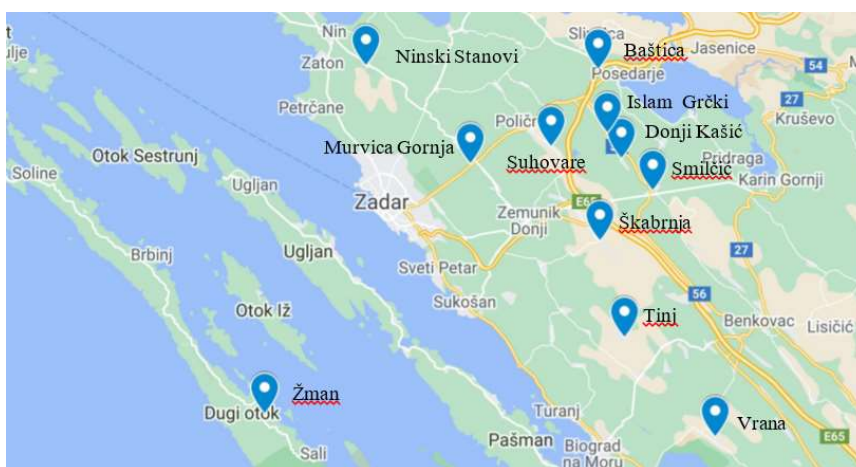 Nin
Slivnica
Ninski Stanovi
Baštica
Jasenice
54
Zaton
Posedarje
ulje
Petrčane
Islam Grčki
27
Kruševo
Poličn
Donji Kašić
Murvica Gornja
Suhovare
Otok Sestrunj
Pridraga
Soline
Smilčić
Karin Gornji
Ugljan
Zadar
E65
Zemunik
Donji
Škabrnja
Ugljan
27
Brbinj
Sveti Petar
56
Otok Iž
Sukošan
Tinj
Benkovac
Lisičić
Žman
Dugi otok
Turanj
Vrana
Sali
Pašman
Biograd
na Moru
E65